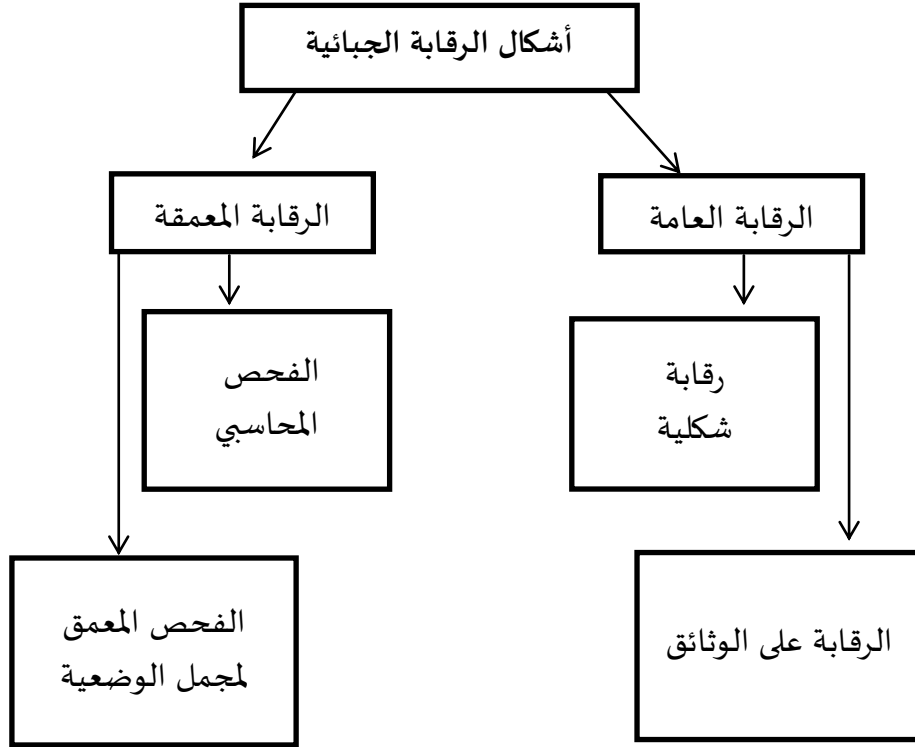 أشكال الرقابة الجبائية
الرقابة العامة
الرقابة المعمقة
رقابة
شكلية
الفحص
المحاسبي
الرقابة على الوثائق
الفحص المعمق
لمجمل الوضعية